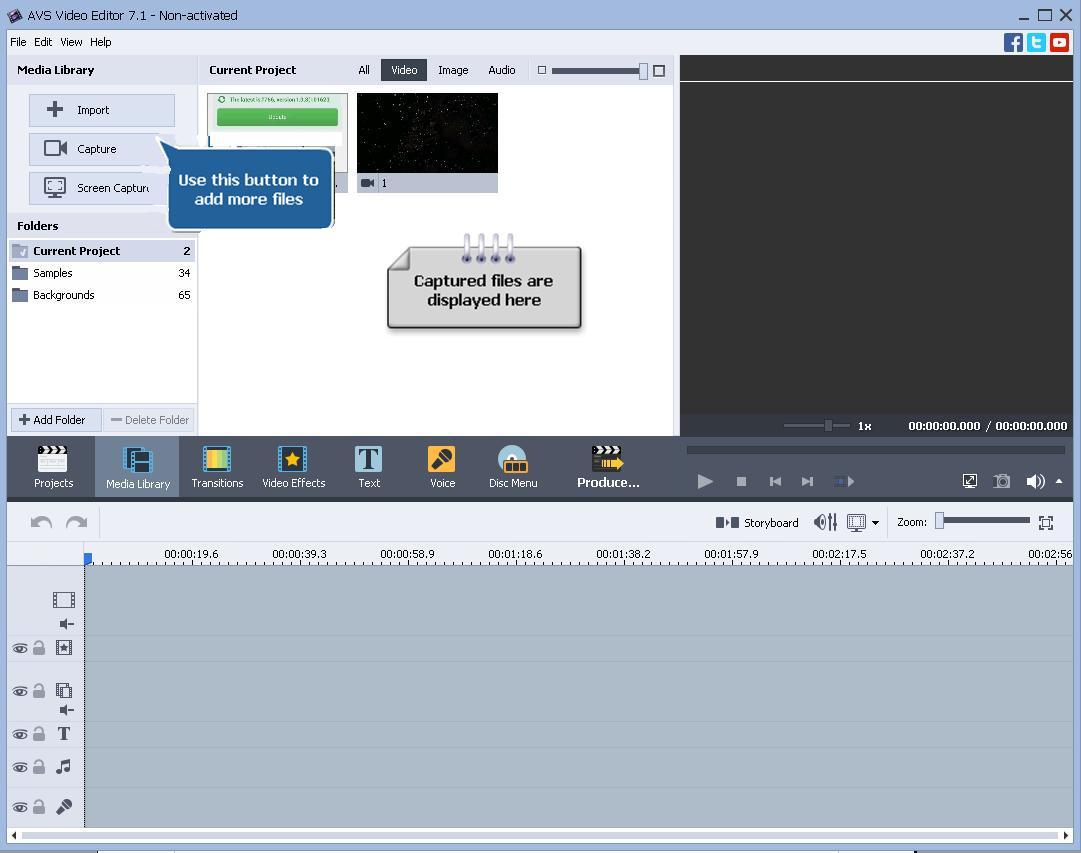 AVS Video Editor 7.1 - Non-activated
File Edit View Help
Media Library
Current Project
All Video Image Audio
Import
Capture
Screen Captur
The latest is
Update
1
Use this button to
add more files
Captured files are
displayed here
Folders
Current Project 2
Samples 34
Backgrounds 65
Add Folder Delete Folder
1x 00:00:00.000 / 00:00:00.000
Projects Media Library Transitions Video Effects Text Voice Disc Menu Produce...
Storyboard Zoom:
00:00:19.6 00:00:39.3 00:00:58.9 00:01:18.6 00:01:38.2 00:01:57.9 00:02:17.5 00:02:37.2 00:02:56
T